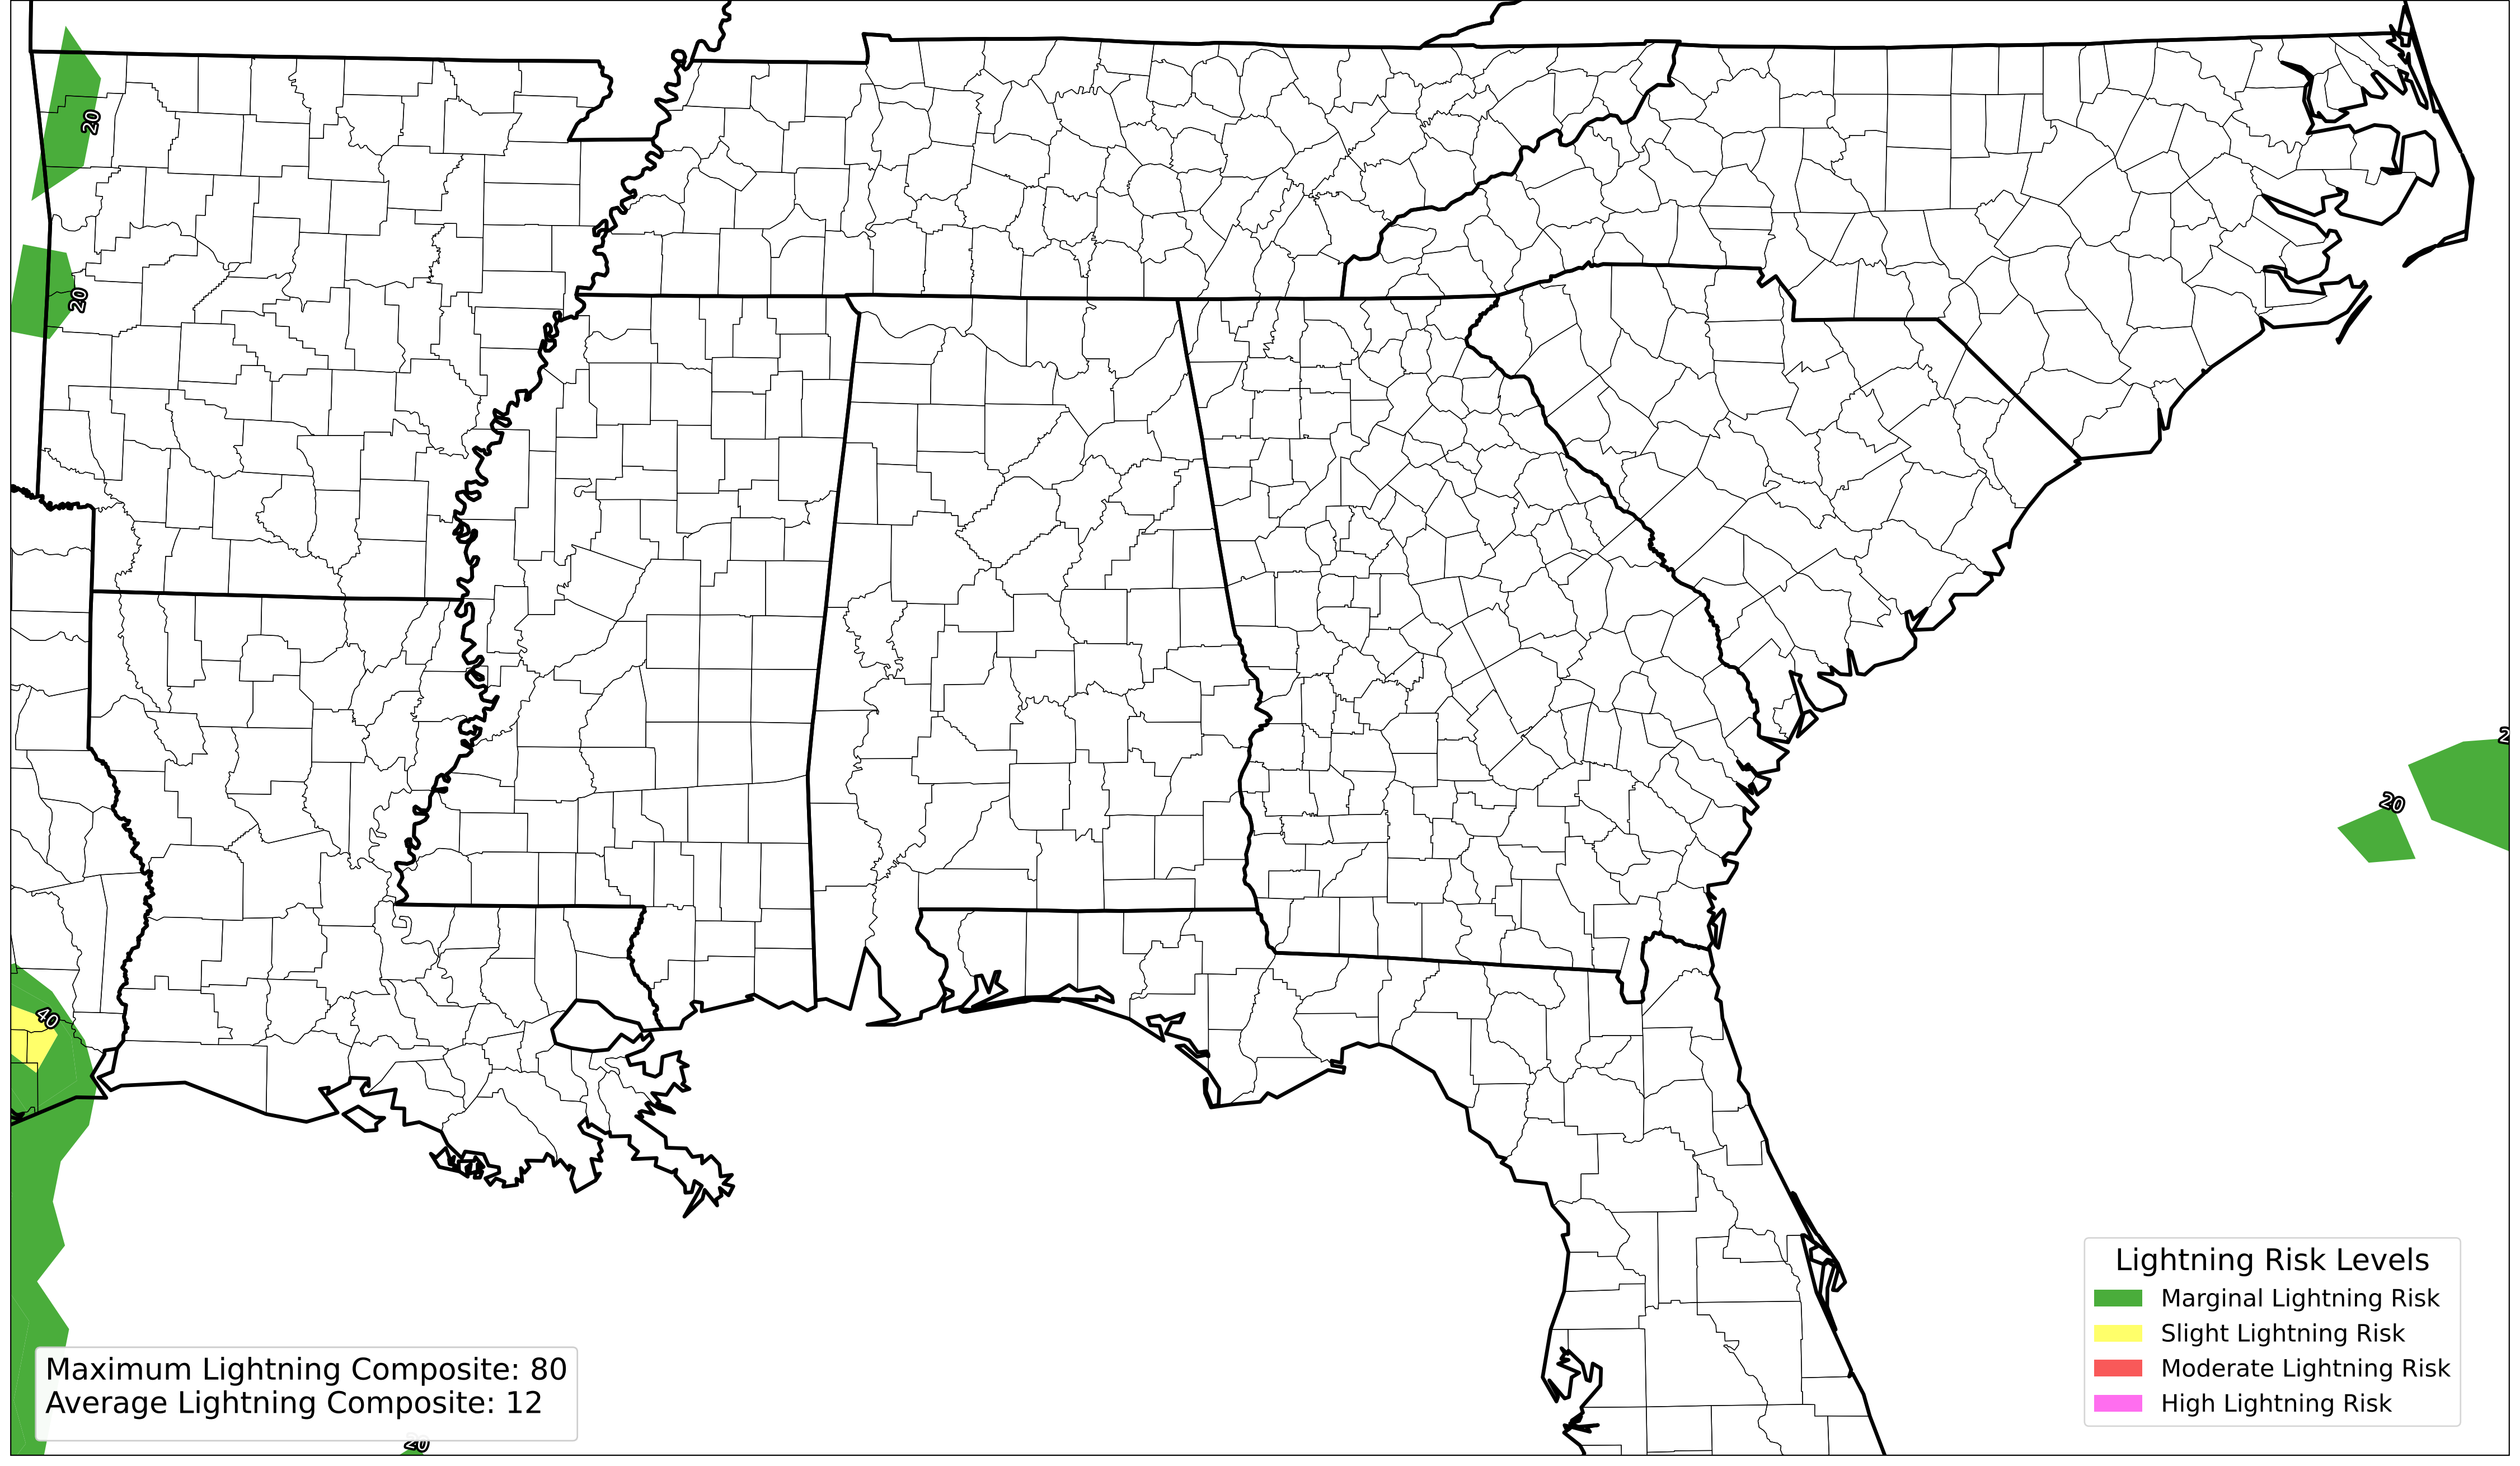 20
20
20
40
20
Lightning Risk Levels
Marginal Lightning Risk
Slight Lightning Risk
Moderate Lightning Risk
High Lightning Risk
Maximum Lightning Composite: 80
Average Lightning Composite: 12